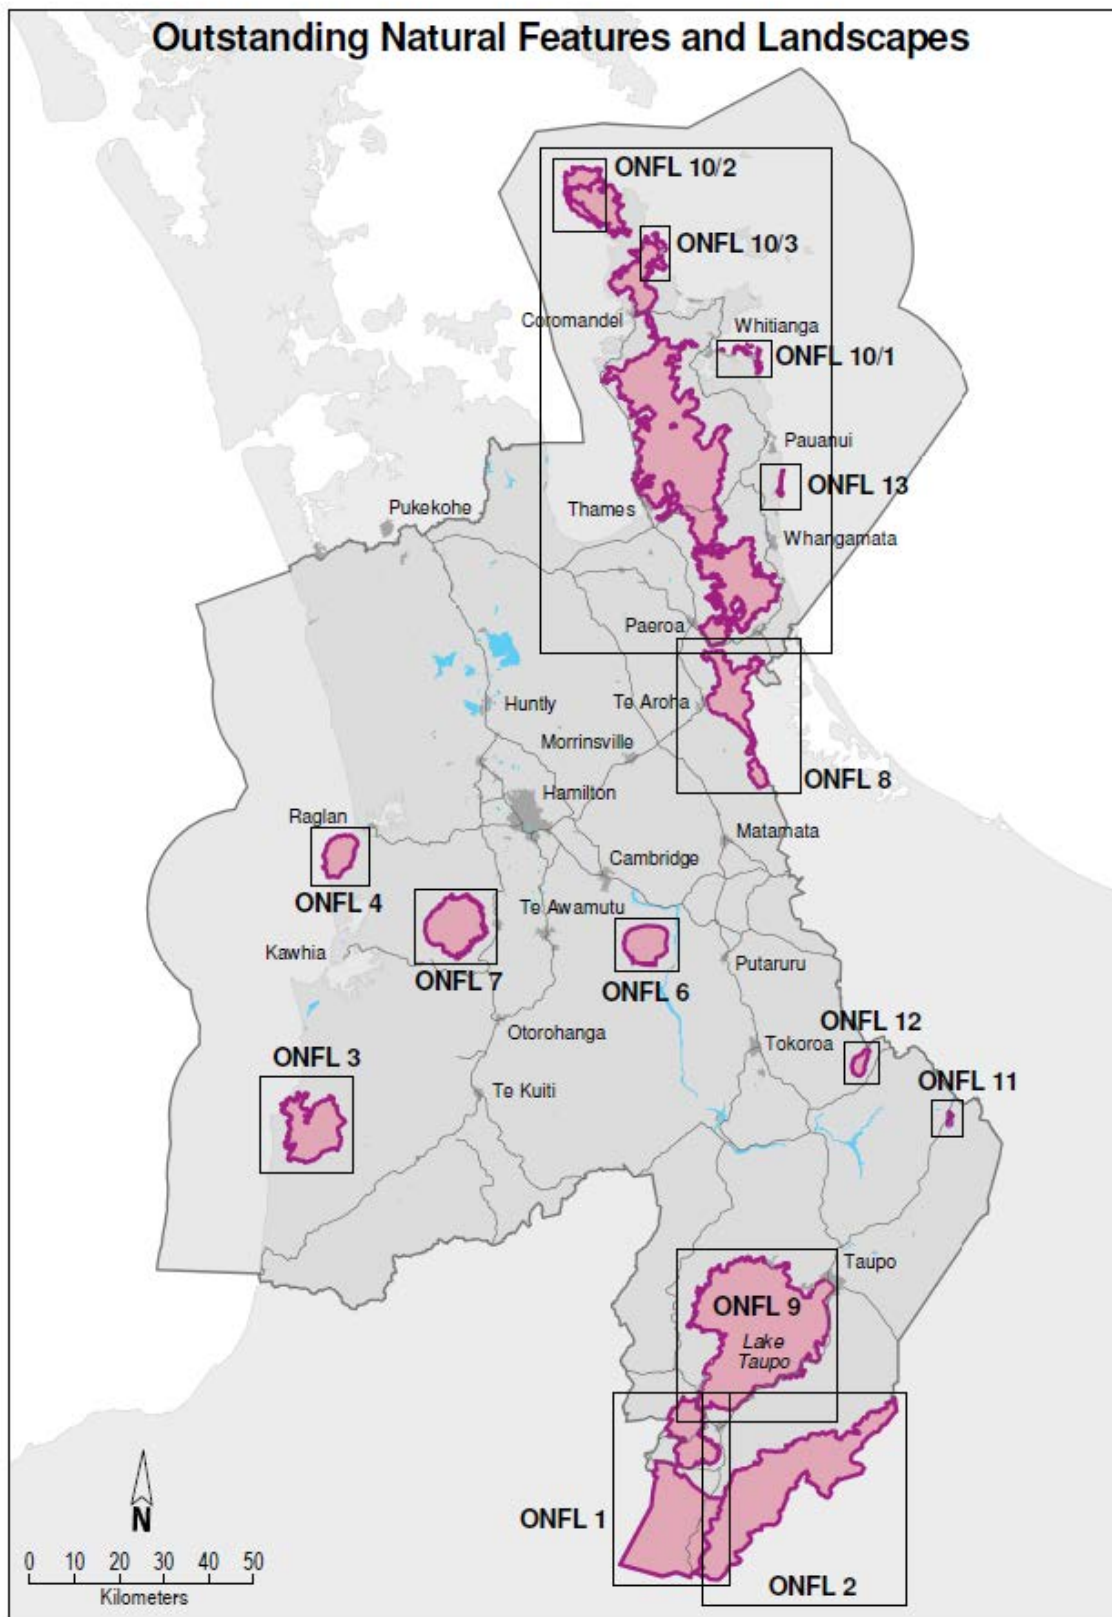 Outstanding Natural Features and Landscapes
ONFL 10/2
ONFL 10/3
Coromandel
Whitianga
ONFL 10/1
Pauanui
ONFL 13
Pukekohe
Thames
Whangamata
Paeroa
Huntly
Te Aroha
Morrinsville
ONFL 8
Hamilton
Raglan
Matamata
Cambridge
ONFL 4
Te Awamutu
Kawhia
ONFL 7
ONFL 6
Putaruru
ONFL 12
Otorohanga
Tokoroa
ONFL 3
ONFL 11
Te Kuiti
Taupo
ONFL 9
Lake
Taupo
ONFL 1
N
0 10 20 30 40 50
Kilometers
ONFL 2